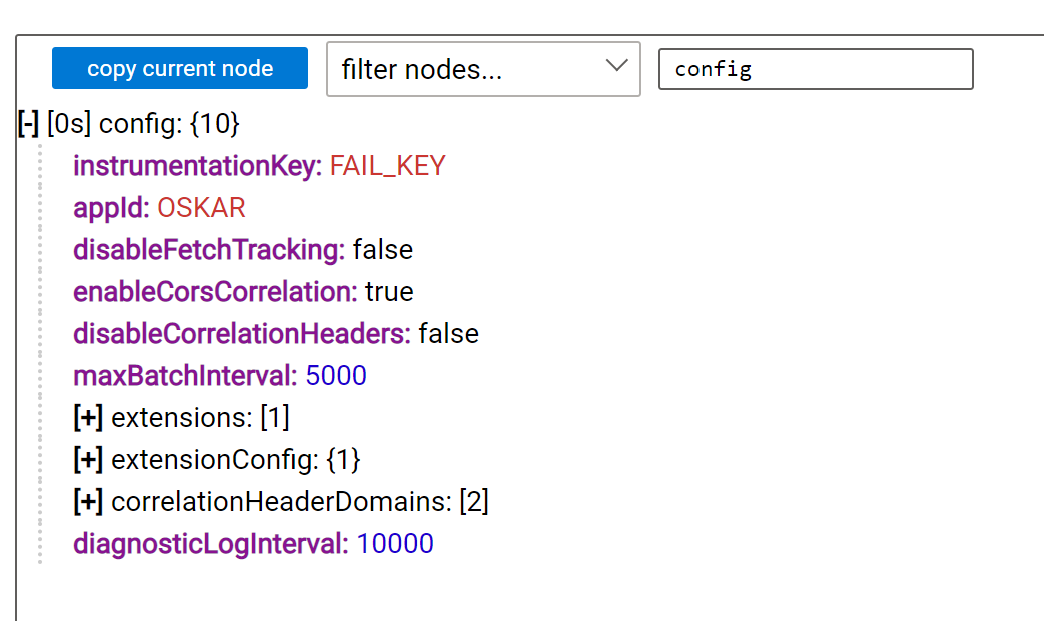 copy current node
filter nodes...
config
[-] [0s] config: {10}
instrumentationKey: FAIL_KEY
appId: OSKAR
disableFetchTracking: false
enableCorsCorrelation: true
disableCorrelationHeaders: false
maxBatchInterval: 5000
[+] extensions: [1]
[+] extensionConfig: {1}
[+] correlationHeaderDomains: [2]
diagnosticLogInterval: 10000